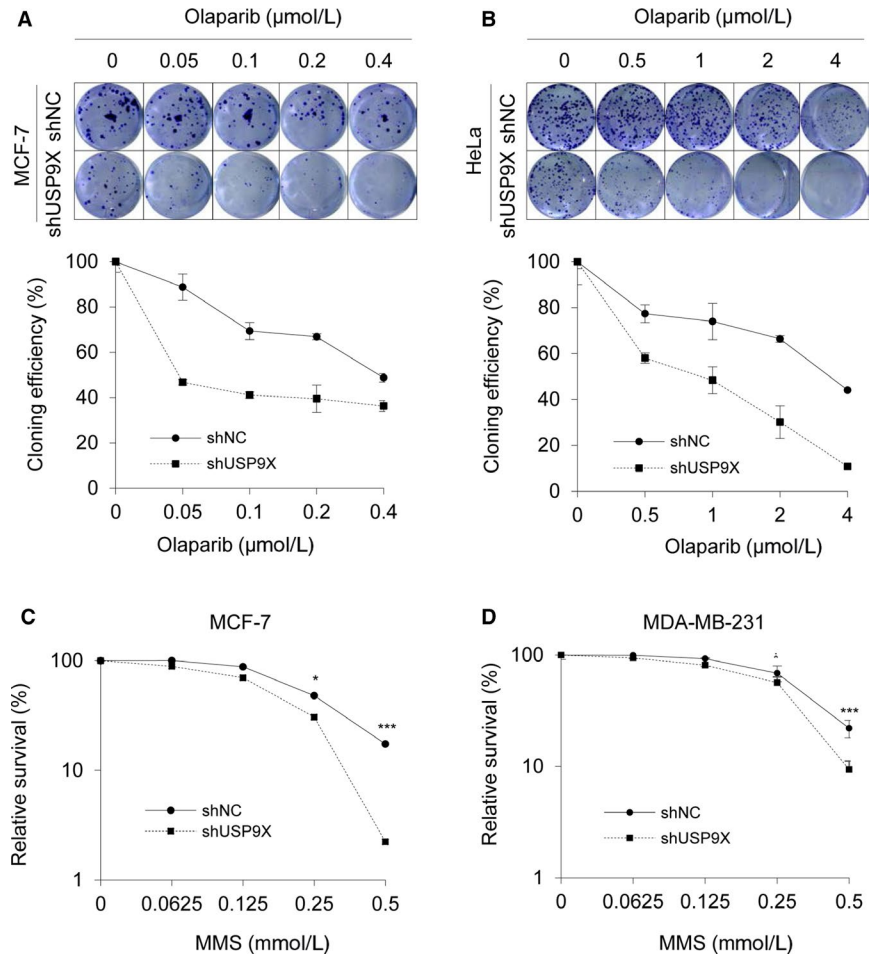 A
Olaparib (µmol/L)
0 0.05 0.1 0.2 0.4
MCF-7
shUSP9X shNC
Cloning efficiency (%)
100
80
60
40
20
0
shNC
shUSP9X
0 0.05 0.1 0.2 0.4
Olaparib (µmol/L)
B
Olaparib (µmol/L)
0 0.5 1 2 4
HeLa
shUSP9X shNC
Cloning efficiency (%)
100
80
60
40
20
0
shNC
shUSP9X
0 0.5 1 2 4
Olaparib (µmol/L)
C
MCF-7
Relative survival (%)
100
10
1
*
***
shNC
shUSP9X
0 0.0625 0.125 0.25 0.5
MMS (mmol/L)
D
MDA-MB-231
Relative survival (%)
100
10
1
***
shNC
shUSP9X
0 0.0625 0.125 0.25 0.5
MMS (mmol/L)